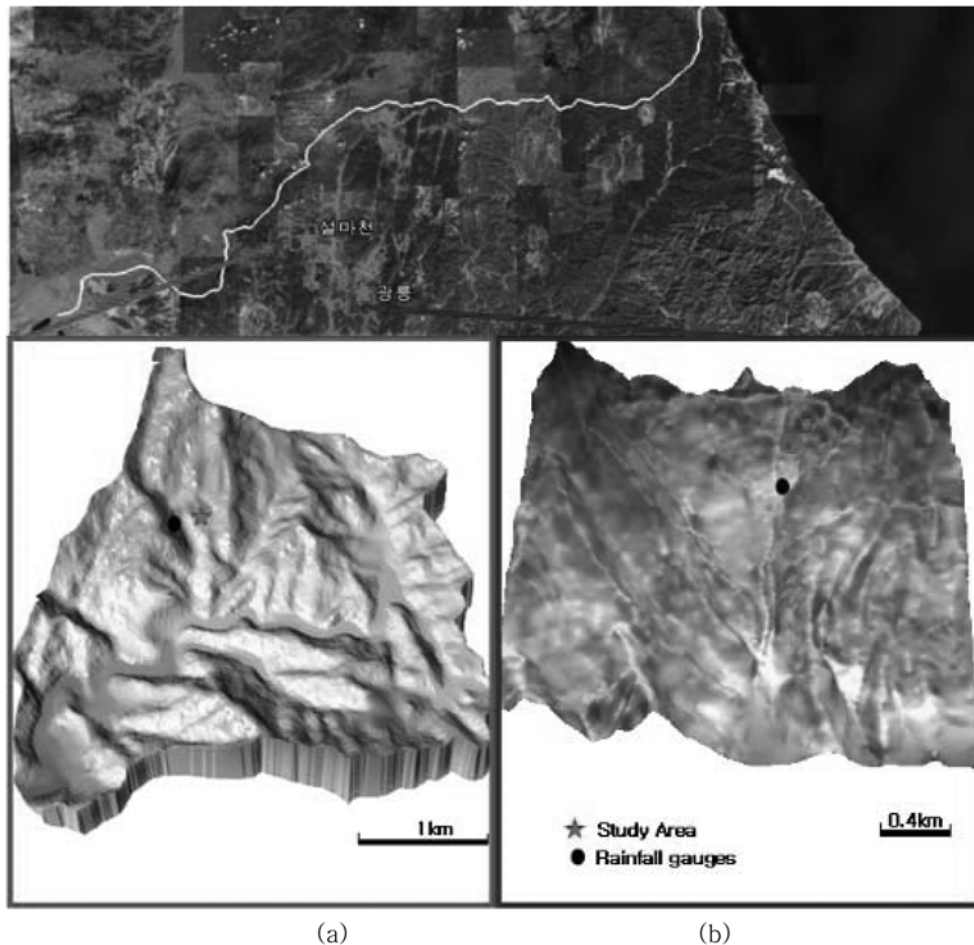 설마천
광릉
1km
0.4km
Study Area
Rainfall gauges
(a)
(b)